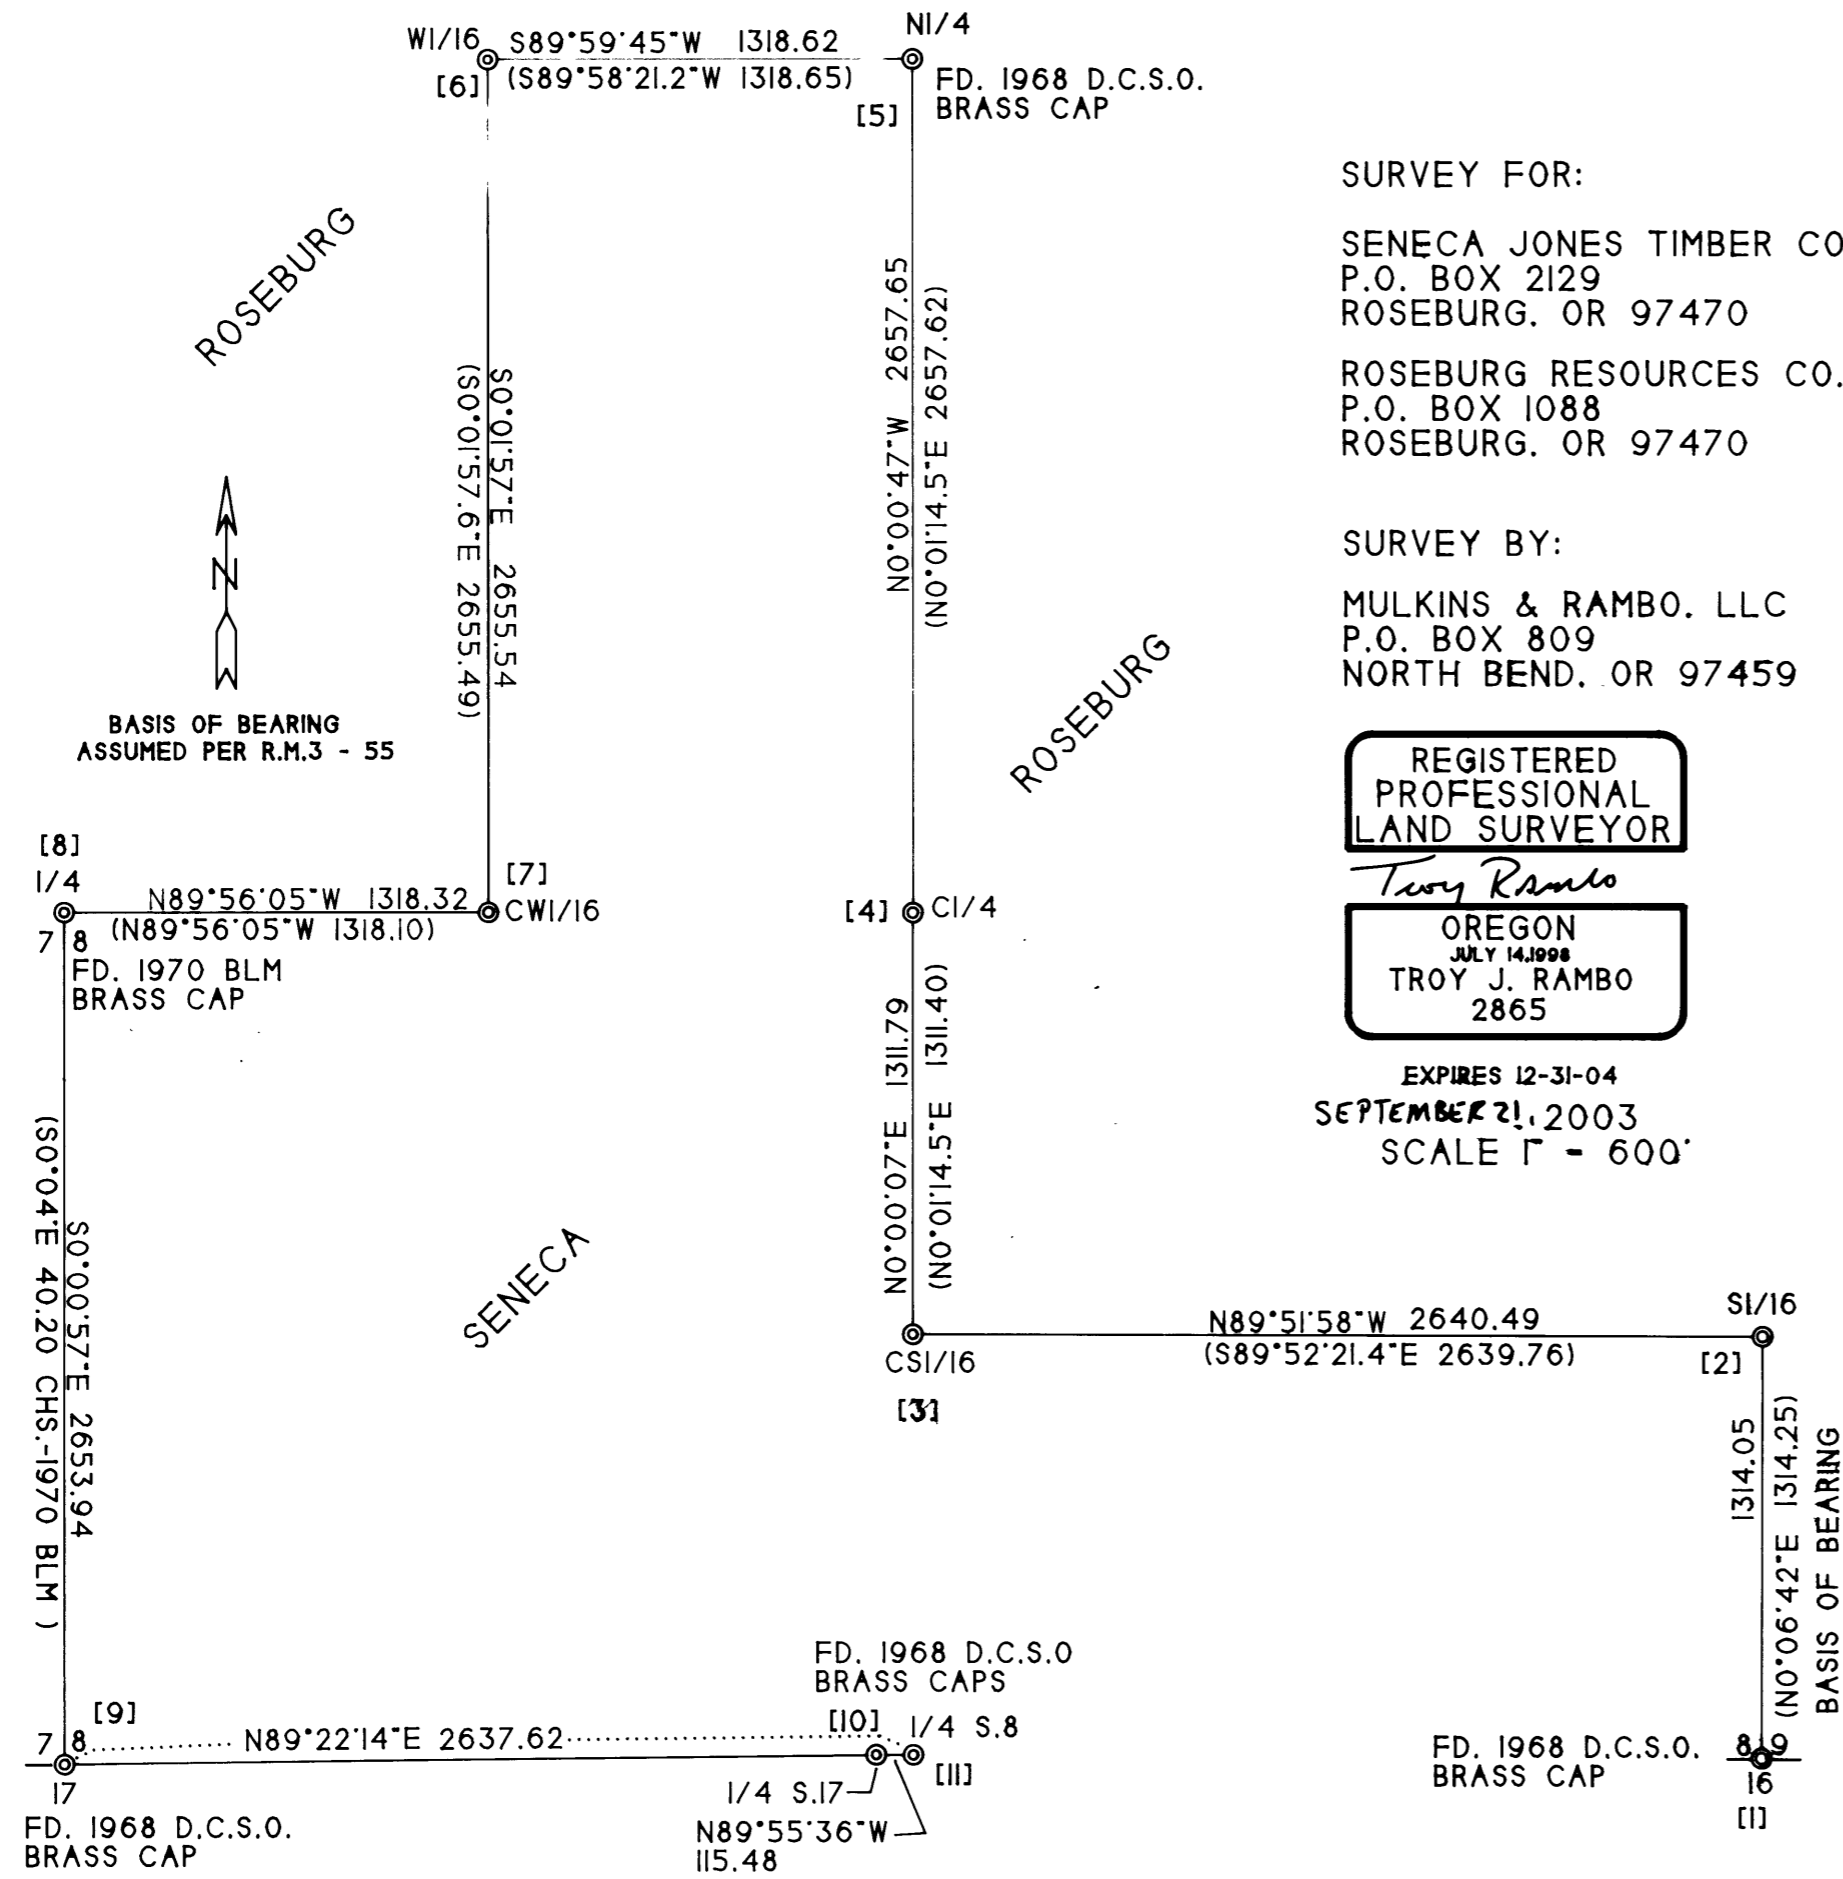 W1/16
S89°59'45"W 1318.62
N1/4
[6]
(S89°58'21.2"W 1318.65)
FD. 1968 D.C.S.O.
BRASS CAP
[5]
ROSEBURG
S0°01'57"E 2655.54
(S0°01'57.6"E 2655.49)
N0°00'47"W 2657.65
(N0°01'14.5"E 2657.62)
N
BASIS OF BEARING
ASSUMED PER R.M.3 - 55
ROSEBURG
SURVEY FOR:
SENECA JONES TIMBER CO
P.O. BOX 2129
ROSEBURG. OR 97470
ROSEBURG RESOURCES CO.
P.O. BOX 1088
ROSEBURG. OR 97470
SURVEY BY:
MULKINS & RAMBO. LLC
P.O. BOX 809
NORTH BEND. OR 97459
REGISTERED
PROFESSIONAL
LAND SURVEYOR
Troy Rambo
OREGON
JULY 14,1998
TROY J. RAMBO
2865
EXPIRES 12-31-04
SEPTEMBER 21, 2003
SCALE 1" - 600'
[8]
1/4
N89°56'05"W 1318.32
(N89°56'05"W 1318.10)
[7]
CW1/16
7 8
FD. 1970 BLM
BRASS CAP
[4]
C1/4
N0°00'07"E 1311.79
(N0°01'14.5"E 1311.40)
S0°00'57"E 2653.94
(S0°04'E 40.20 CHS.-1970 BLM )
SENECA
CS1/16
[3]
N89°51'58"W 2640.49
(S89°52'21.4"E 2639.76)
S1/16
[2]
1314.05
(N0°06'42"E 1314.25)
BASIS OF BEARING
FD. 1968 D.C.S.O
BRASS CAPS
[9]
7 8
N89°22'14"E 2637.62
[10]
1/4 S.8
[11]
17
1/4 S.17
N89°55'36"W
115.48
FD. 1968 D.C.S.O.
BRASS CAP
FD. 1968 D.C.S.O.
BRASS CAP
8 9
16
[1]